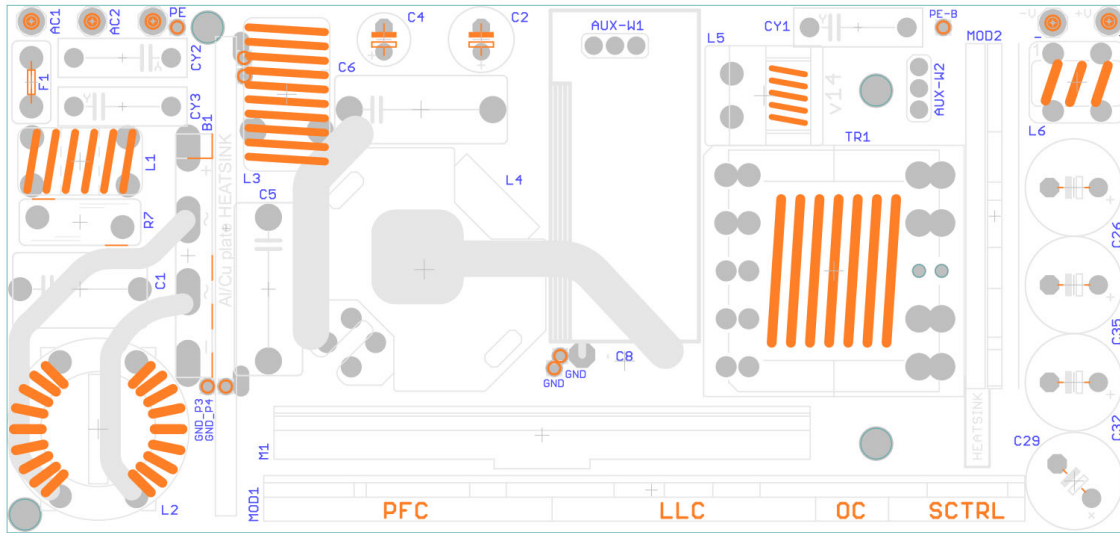 AC1
AC2
PE
C4
C2
AUX-W1
CY1
PE-B
-U
+U
MOD2
L5
CY2
F1
C6
AUX-W2
v14
CY3
B1
L6
TR1
L1
L3
L4
C5
Al/Cu plate HEATSINK
R7
C26
C1
C35
C8
GND
GND
GND_P3
GND_P4
C32
HEATSINK
C29
M1
L2
MOD1
PFC
LLC
OC
SCTRL